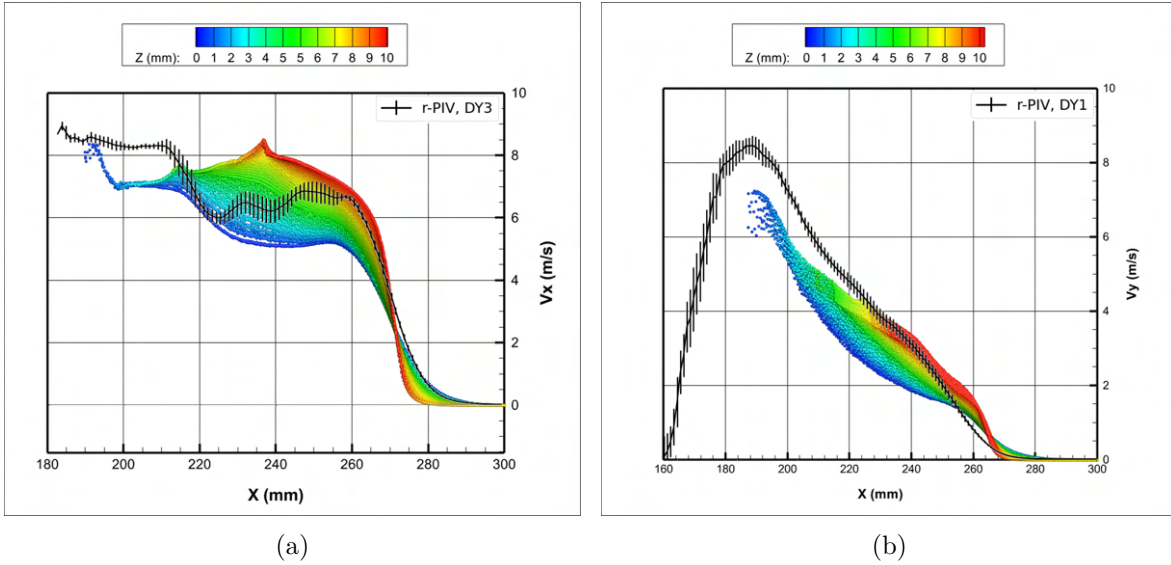 Z (mm): 0 1 2 3 4 5 6 7 8 9 10
r-PIV, DY3
10
8
6
4
2
0
Vx (m/s)
180 200 220 240 260 280 300
X (mm)
(a)
Z (mm): 0 1 2 3 4 5 6 7 8 9 10
r-PIV, DY1
10
8
6
4
2
0
Vy (m/s)
160 180 200 220 240 260 280 300
X (mm)
(b)